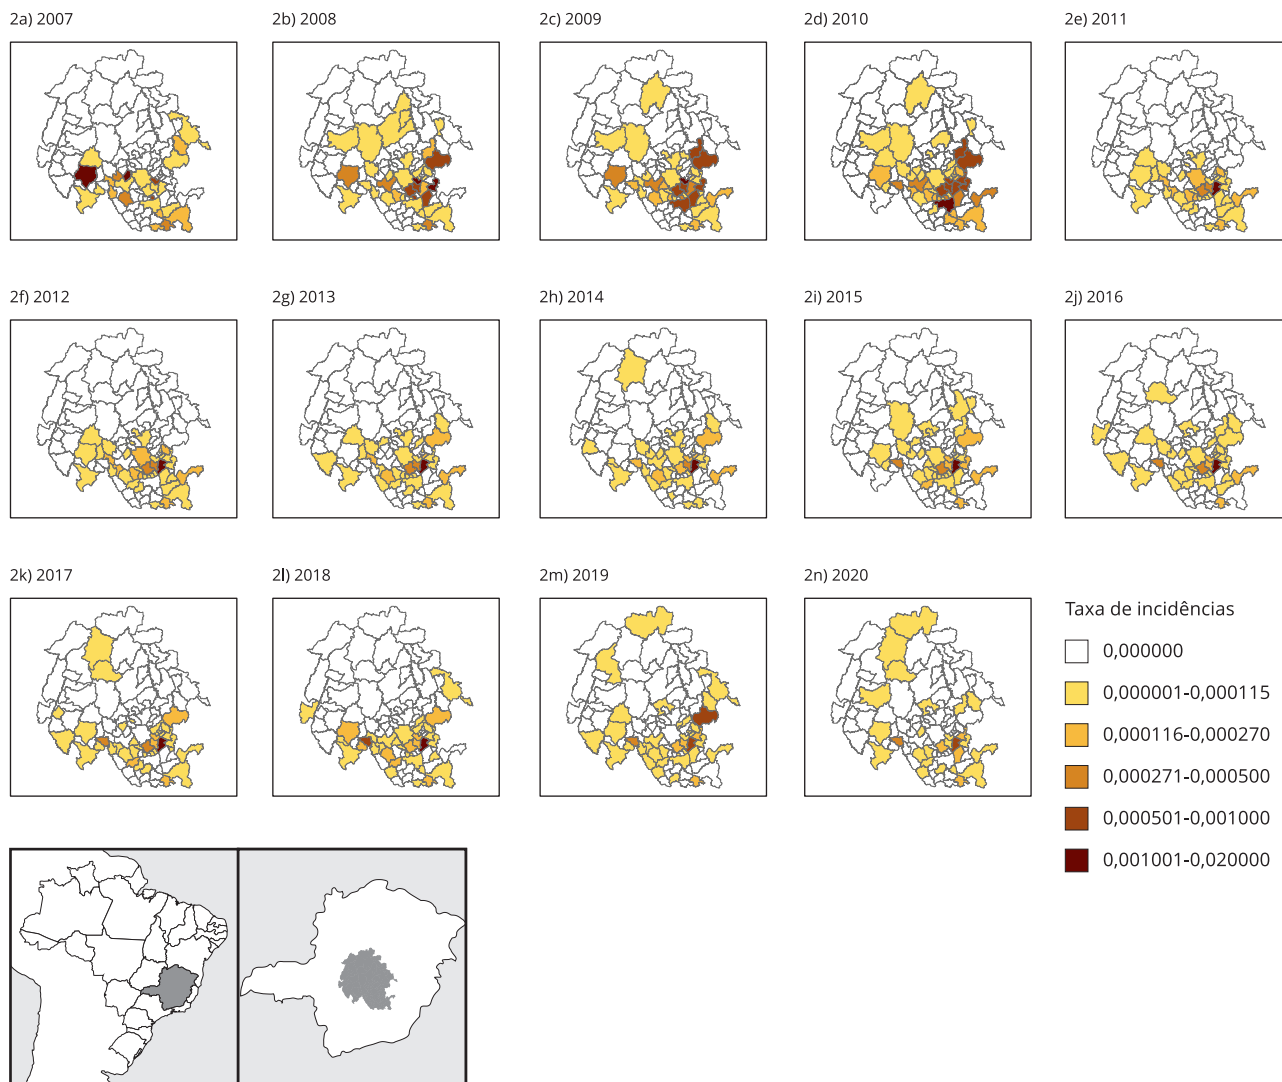 2a) 2007
2b) 2008
2c) 2009
2d) 2010
2e) 2011
2f) 2012
2g) 2013
2h) 2014
2i) 2015
2j) 2016
2k) 2017
2l) 2018
2m) 2019
2n) 2020
Taxa de incidências
0,000000
0,000001-0,000115
0,000116-0,000270
0,000271-0,000500
0,000501-0,001000
0,001001-0,020000